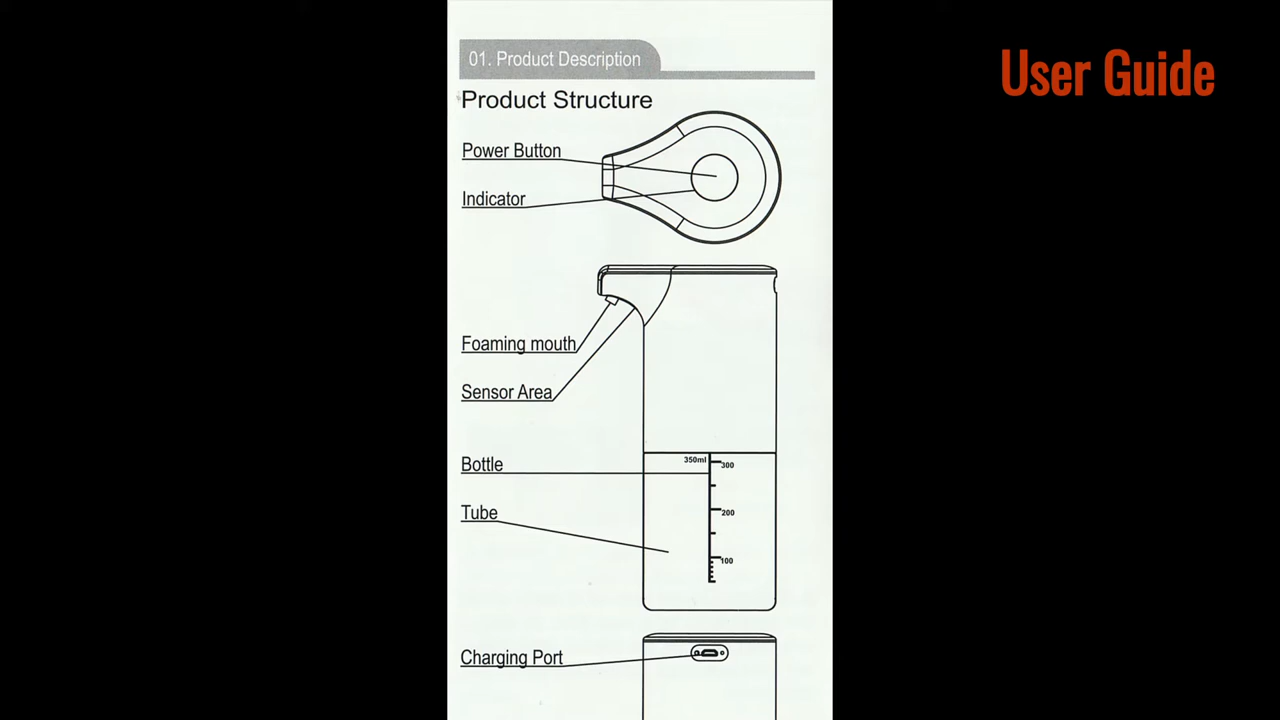 User Guide
01. Product Description
Product Structure
Power Button
Indicator
Foaming mouth
Sensor Area
Bottle
Tube
350ml
300
200
100
Charging Port